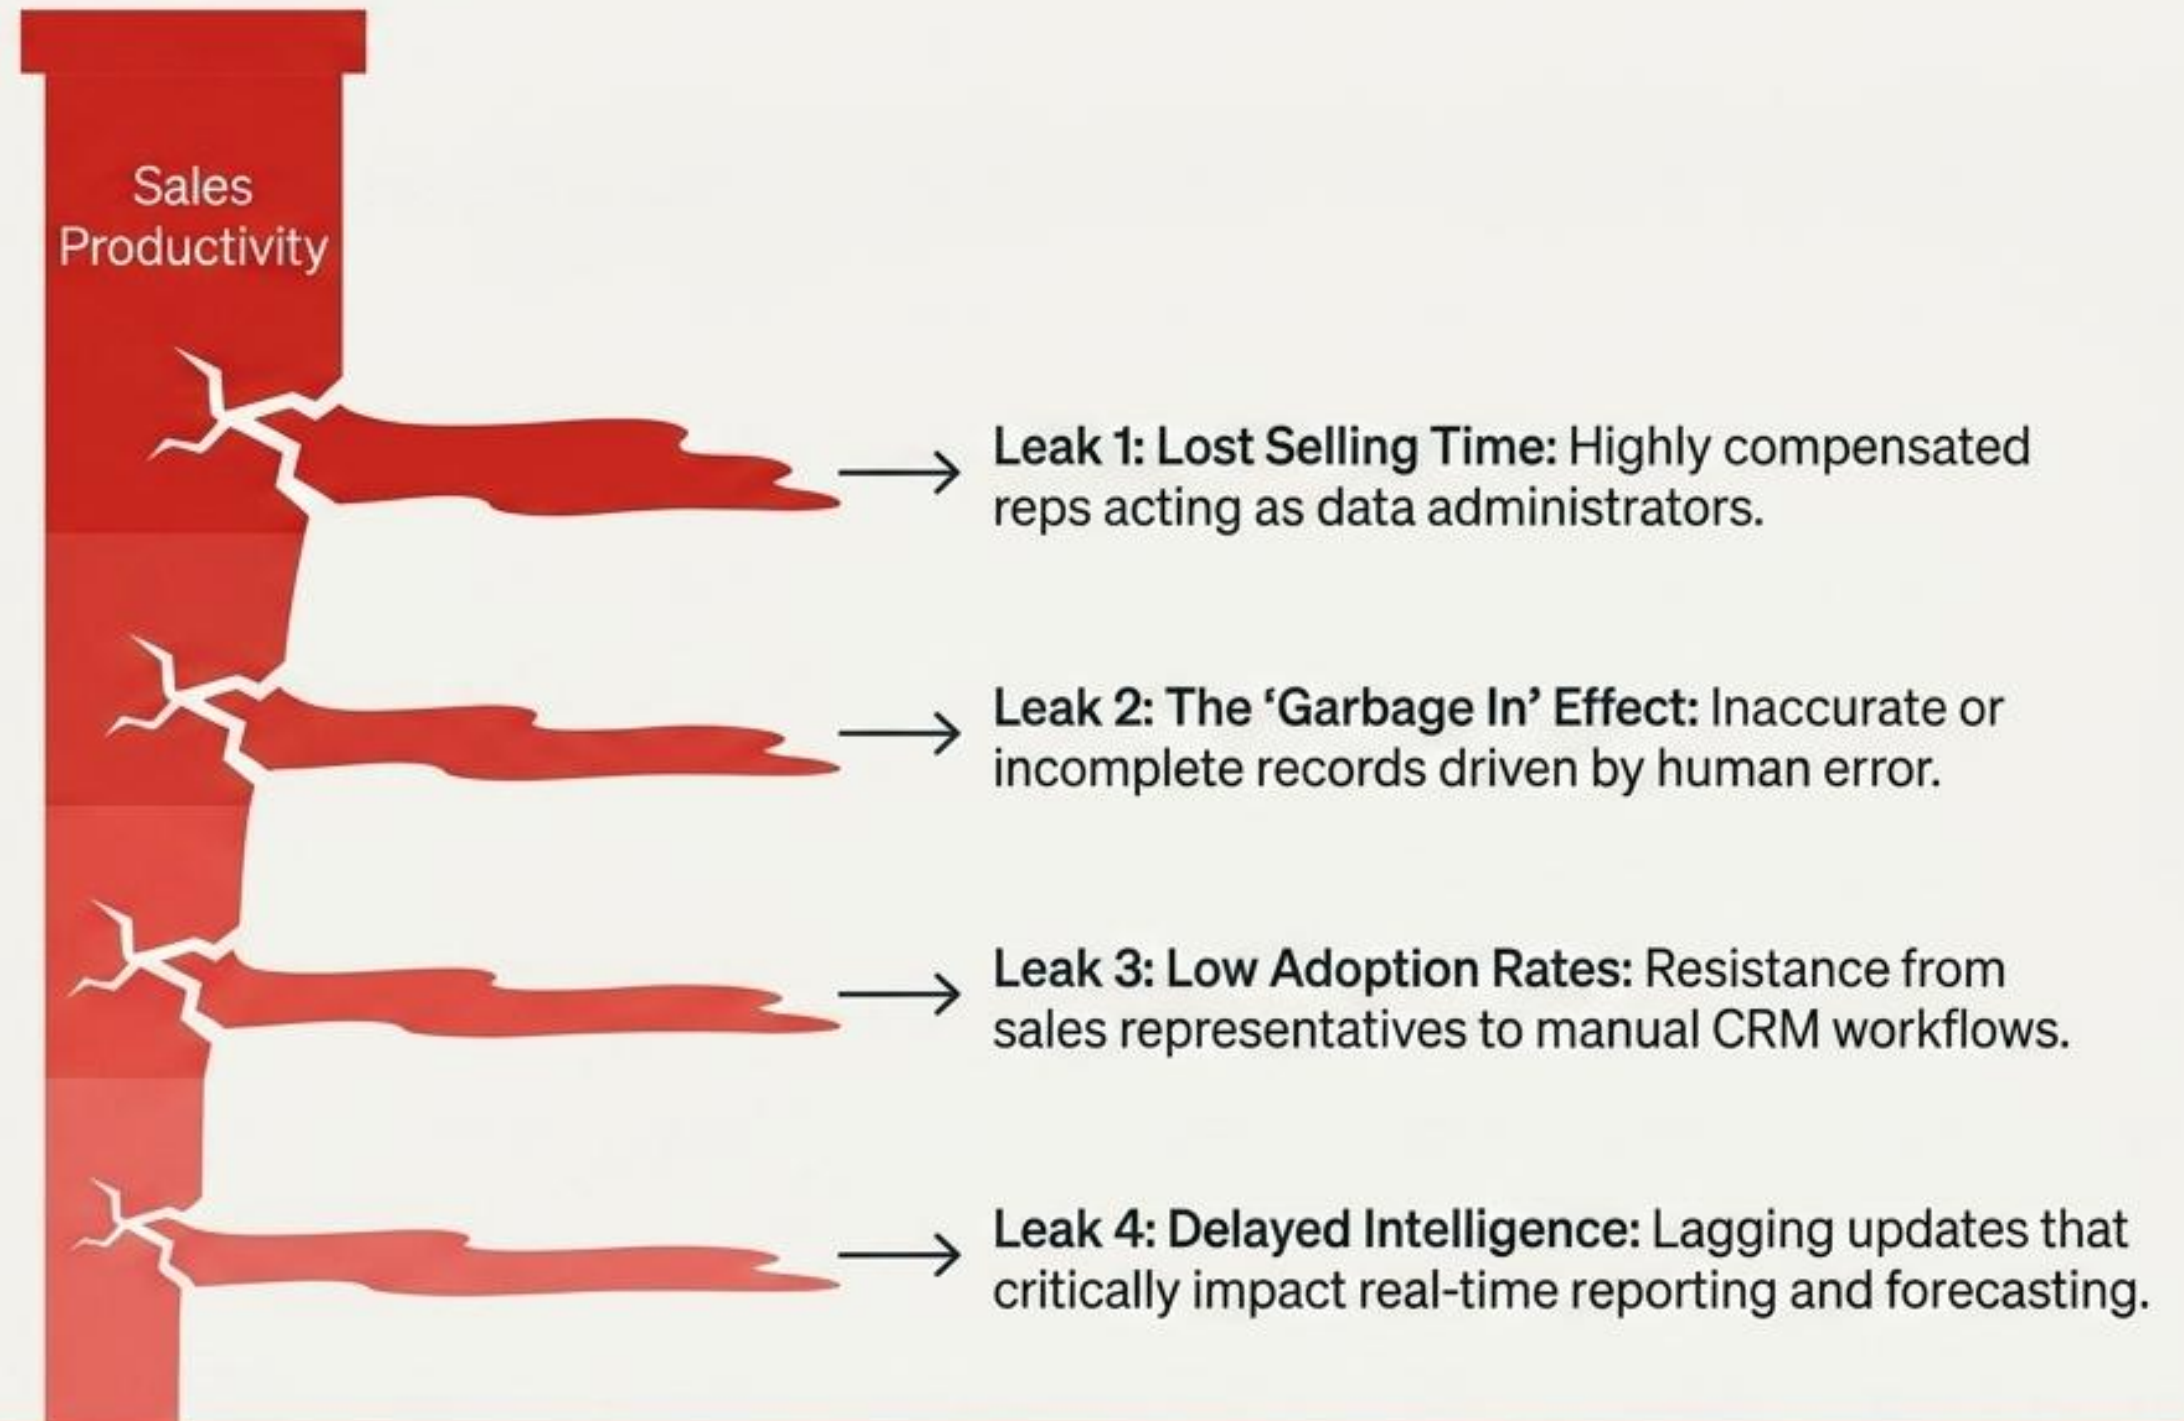 Sales
Productivity
Leak 1: Lost Selling Time: Highly compensated
reps acting as data administrators.
Leak 2: The ‘Garbage In’ Effect: Inaccurate or
incomplete records driven by human error.
Leak 3: Low Adoption Rates: Resistance from
sales representatives to manual CRM workflows.
Leak 4: Delayed Intelligence: Lagging updates that
critically impact real-time reporting and forecasting.